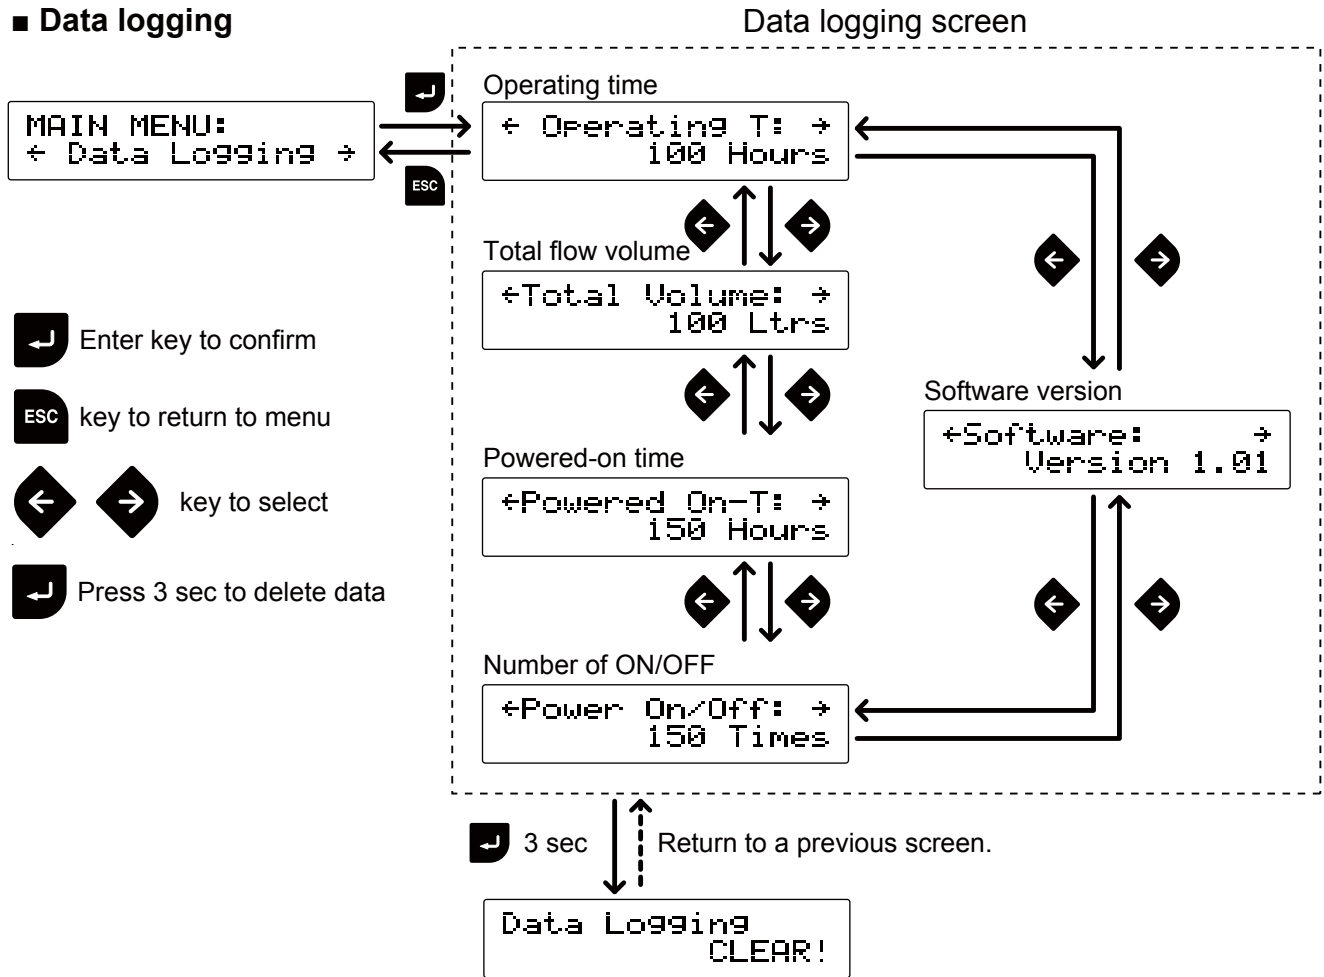 ■ Data logging
Data logging screen
MAIN MENU:
← Data Logging →
ESC
Operating time
← Operating T: →
100 Hours
Total flow volume
←Total Volume: →
100 Ltrs
Enter key to confirm
ESC key to return to menu
key to select
Press 3 sec to delete data
Powered-on time
←Powered On-T: →
150 Hours
Software version
←Software: →
Version 1.01
Number of ON/OFF
←Power On/Off: →
150 Times
3 sec
Return to a previous screen.
Data Logging
CLEAR!